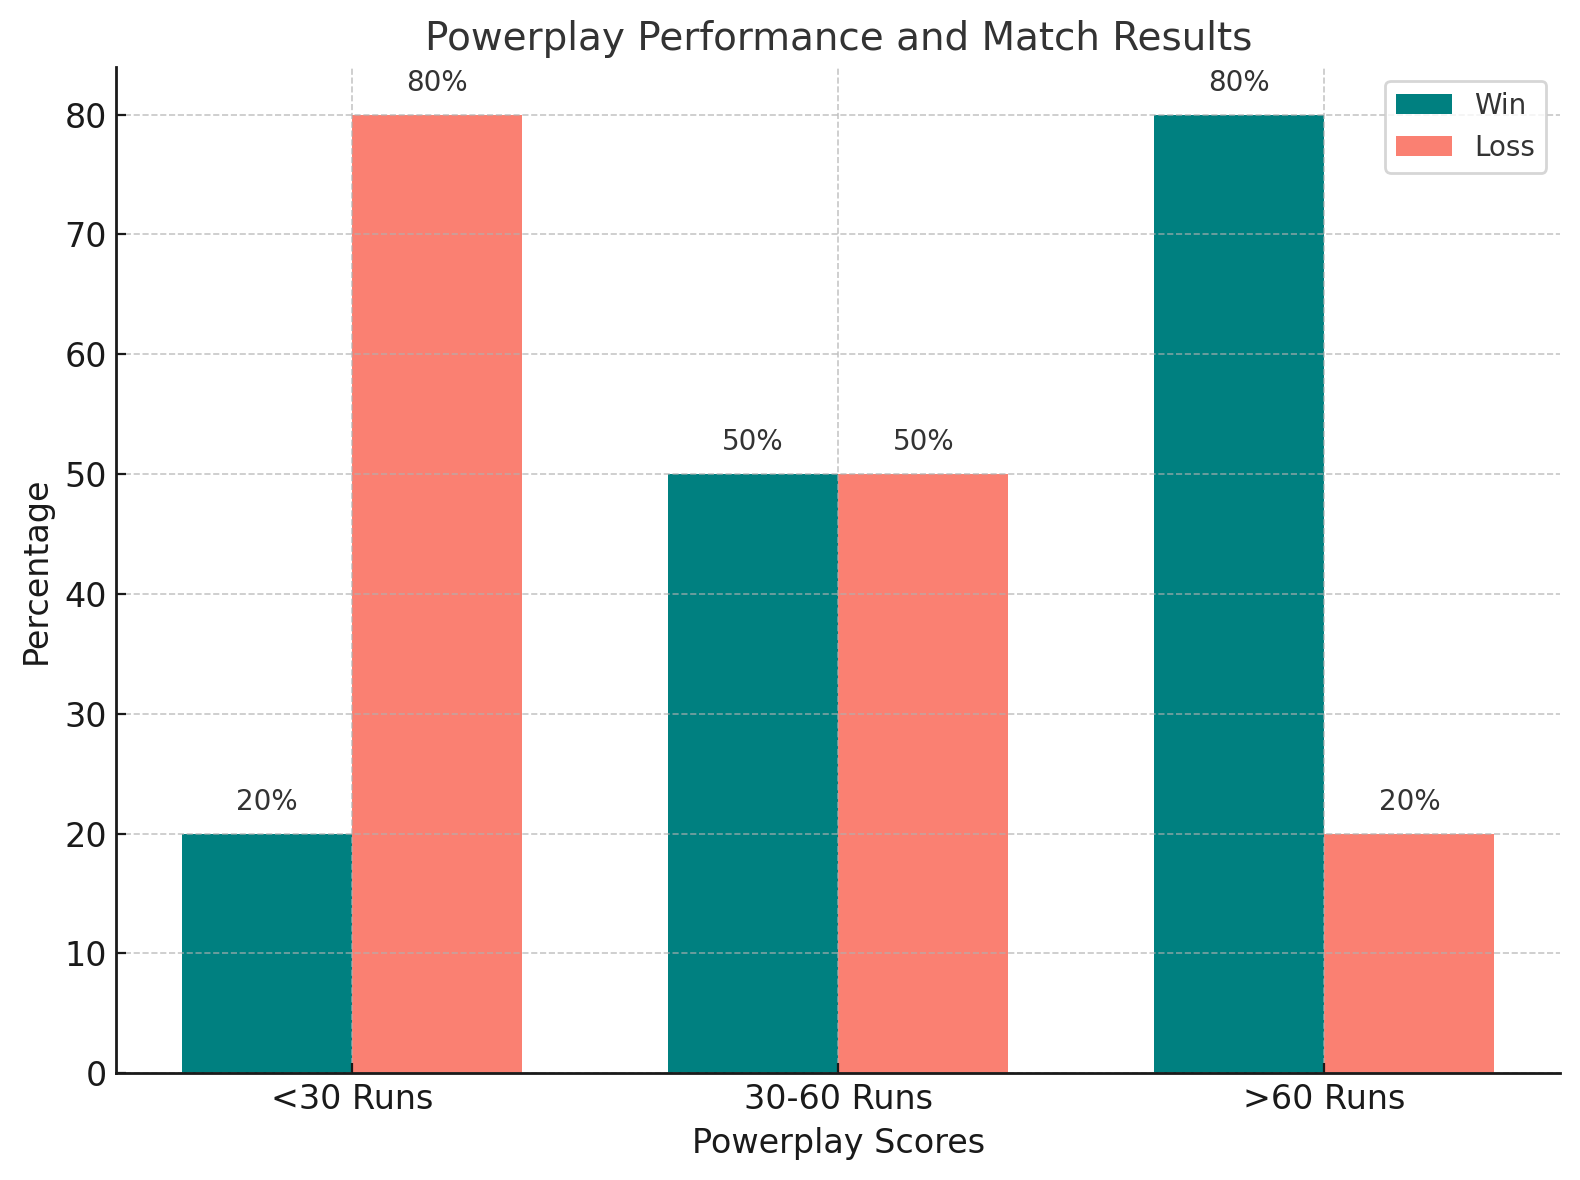 Powerplay Performance and Match Results
80%
80%
Win
Loss
80
70
60
50%
50%
50
40
30
20%
20%
20
10
0
Percentage
<30 Runs
30-60 Runs
>60 Runs
Powerplay Scores